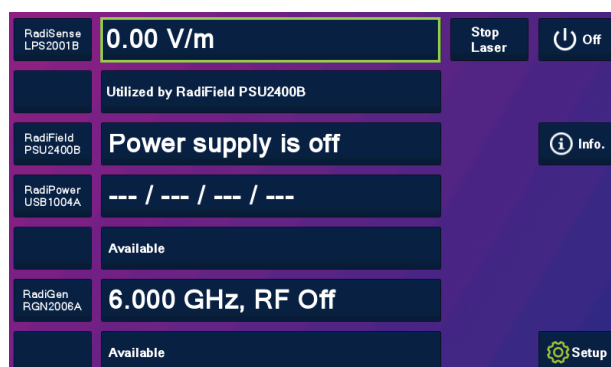 RadiSense
LPS2001B
0.00 V/m
Stop
Laser
Off
Utilized by RadiField PSU2400B
RadiField
PSU2400B
Power supply is off
Info.
RadiPower
USB1004A
--- / --- / --- / ---
Available
RadiGen
RGN2006A
6.000 GHz, RF Off
Available
Setup